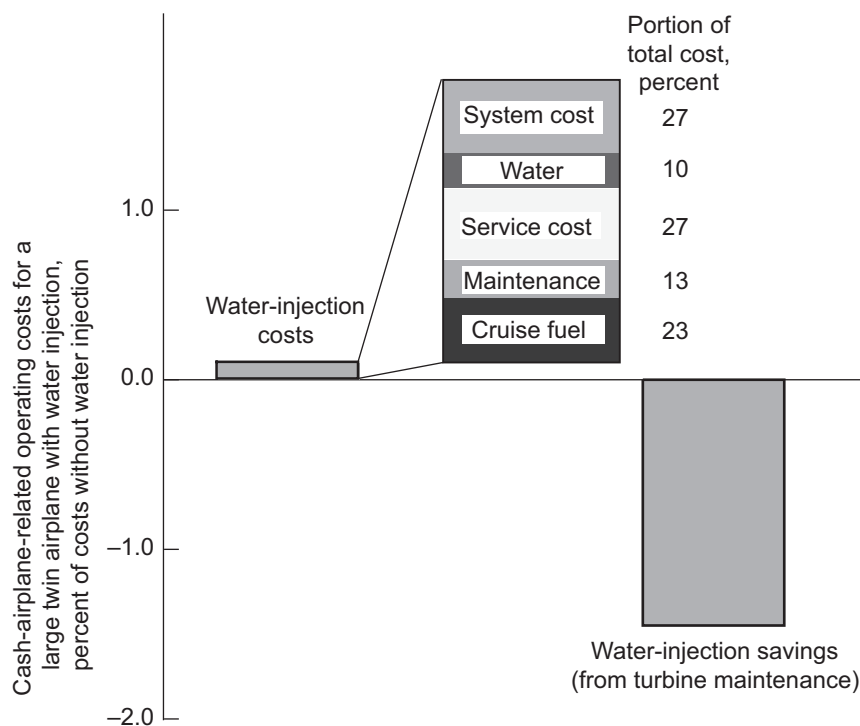 Portion of
total cost,
percent
System cost 27
Water 10
1.0
Service cost 27
Maintenance 13
Water-injection
costs
Cruise fuel 23
0.0
–1.0
Water-injection savings
(from turbine maintenance)
–2.0
Cash-airplane-related operating costs for a
large twin airplane with water injection,
percent of costs without water injection